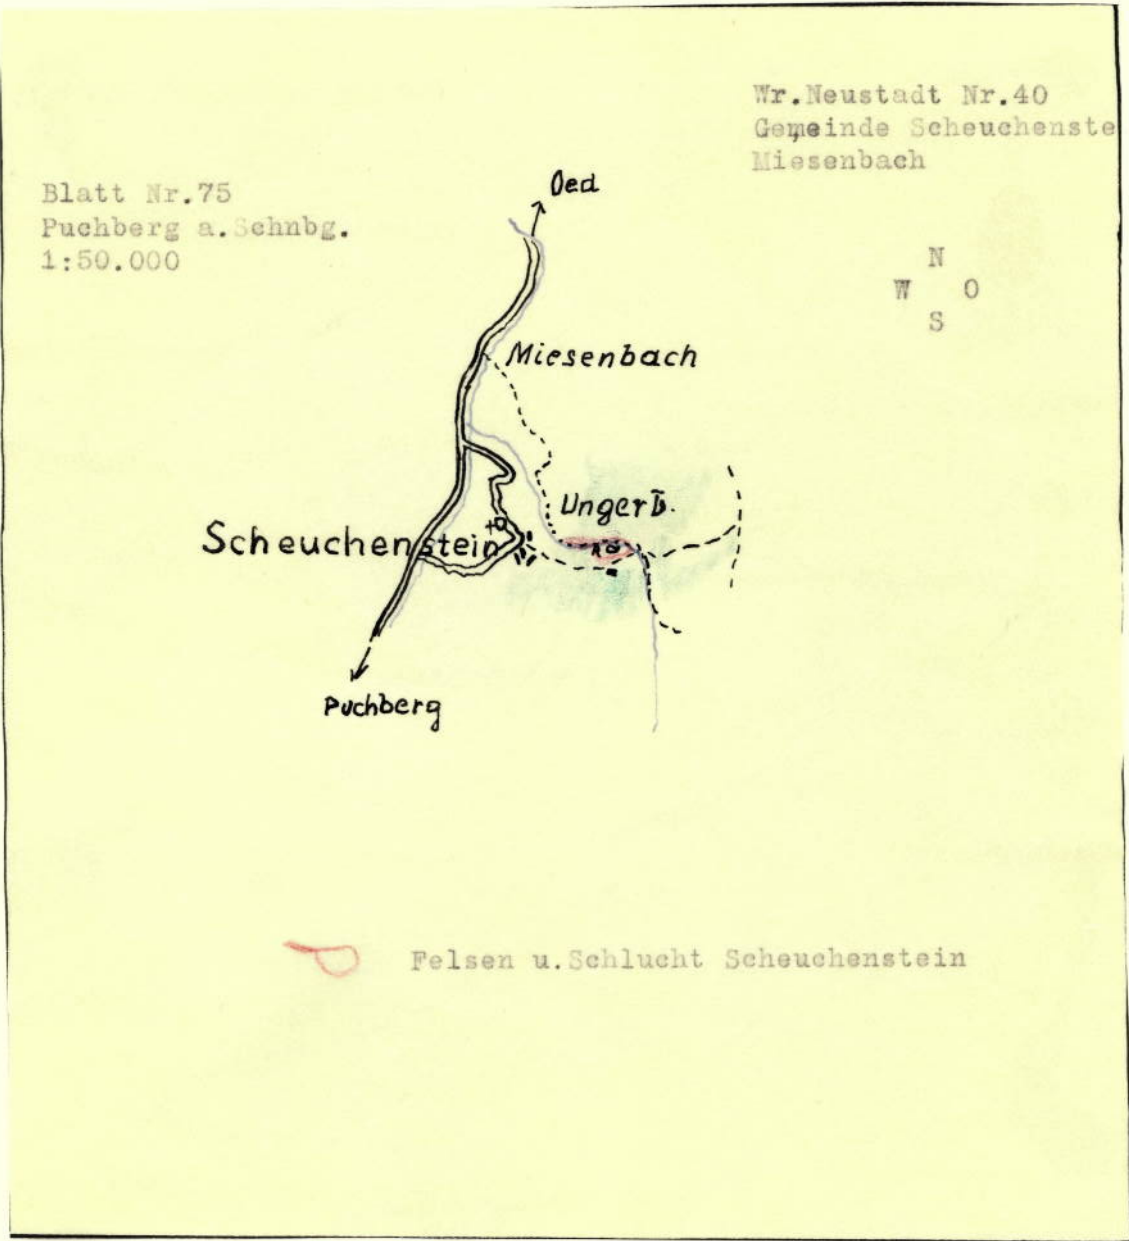 Wr.Neustadt Nr.40
Gemeinde Scheuchenste
Miesenbach
Blatt Nr.75
Puchberg a.Schnbg.
1:50.000
Oed
N
W O
S
Miesenbach
Ungerb.
Scheuchenstein
Puchberg
Felsen u.Schlucht Scheuchenstein